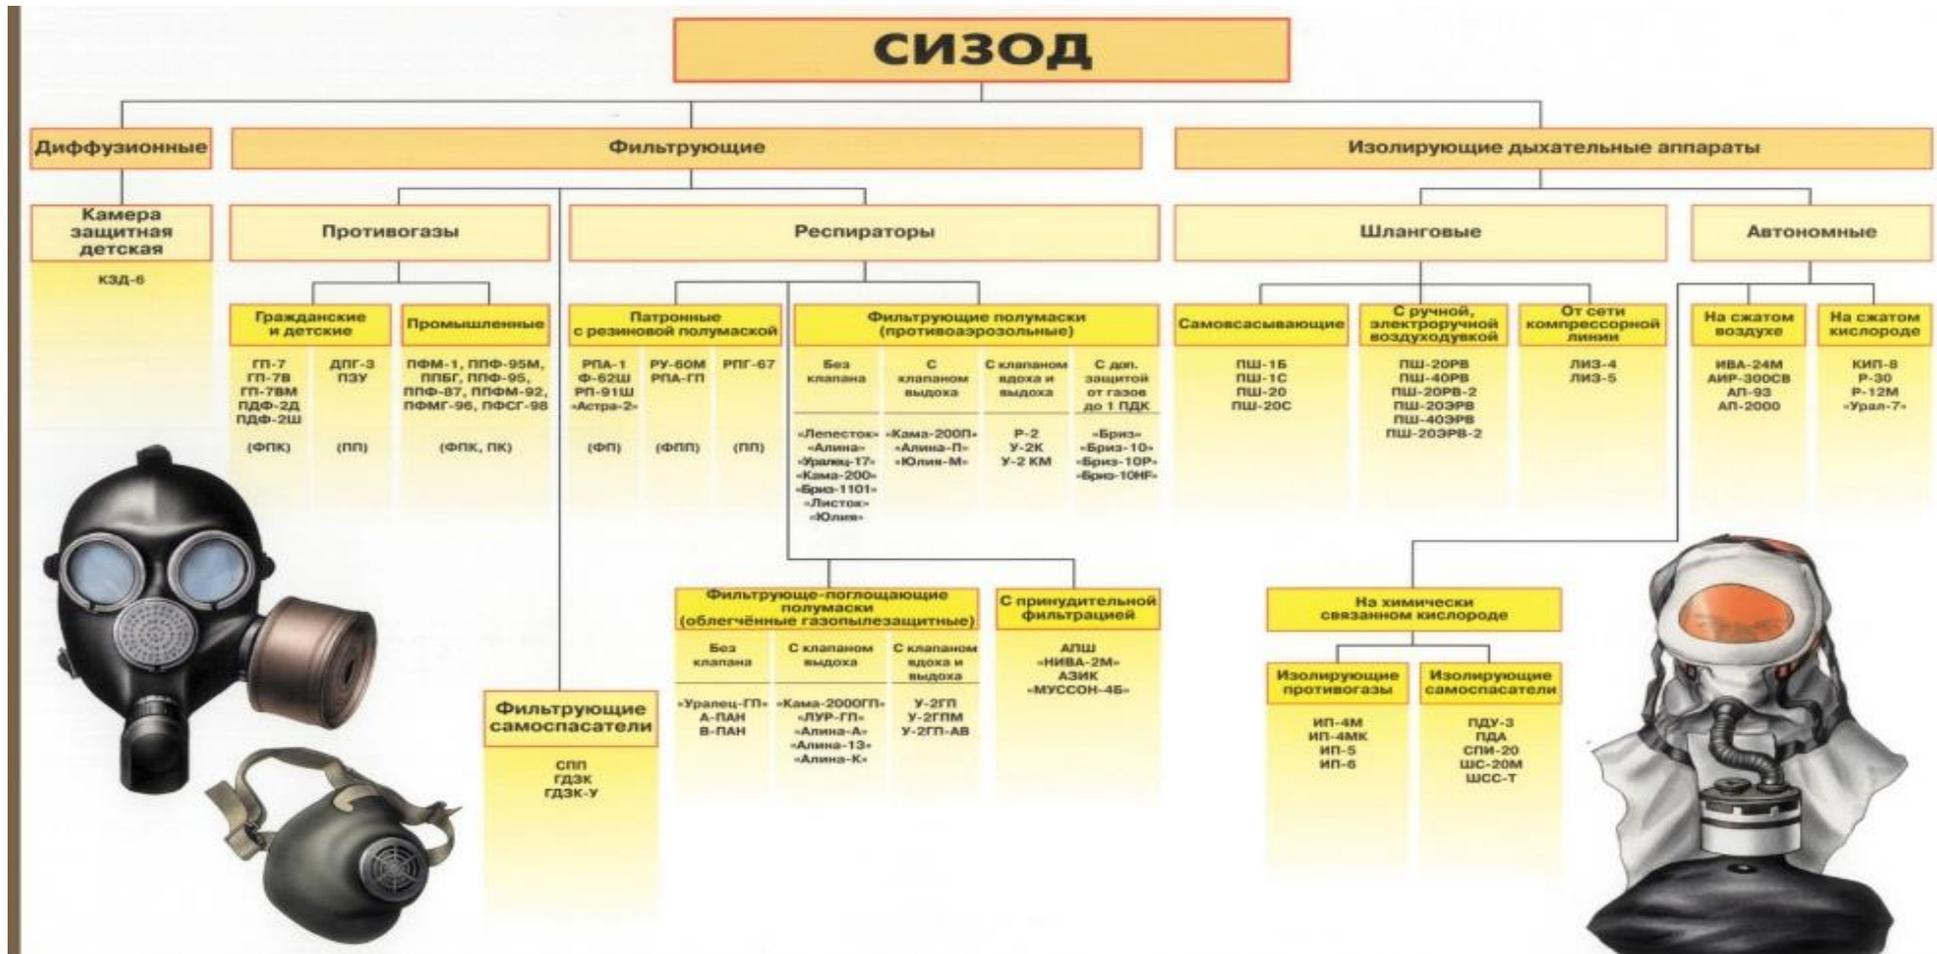 СИЗОД
Диффузионные
Фильтрующие
Изолирующие дыхательные аппараты
Камера
защитная
детская
КЗД-6
Противогазы
Респираторы
Шланговые
Автономные
Гражданские
и детские
ГП-7
ГП-7В
ГП-7ВМ
ПДФ-2Д
ПДФ-2Ш
(ФПК)
ДПГ-3
ПЗУ
(ПП)
Промышленные
ПФМ-1, ППФ-95М,
ППБГ, ППФ-95,
ППФ-87, ППФМ-92,
ПФМГ-96, ПФСГ-98
(ФПК, ПК)
Патронные
с резиновой полумаской
РПА-1
Ф-62Ш
РП-91Ш
«Астра-2»
(ФП)
РУ-60М
РПА-ГП
(ФПП)
РПГ-67
(ПП)
Фильтрующие полумаски
(противоаэрозольные)
Без
клапана
«Лепесток»
«Алина»
«Уралец-17»
«Кама-200»
«Бриз-1101»
«Листок»
«Юлия»
С
клапаном
выдоха
«Кама-200П»
«Алина-П»
«Юлия-М»
С клапаном
вдоха и
выдоха
Р-2
У-2К
У-2 КМ
С доп.
защитой
от газов
до 1 ПДК
«Бриз»
«Бриз-10»
«Бриз-10Р»
«Бриз-10HF»
Самовсасывающие
ПШ-1Б
ПШ-1С
ПШ-20
ПШ-20С
С ручной,
электроручной
воздуходувкой
ПШ-20РВ
ПШ-40РВ
ПШ-20РВ-2
ПШ-20ЭРВ
ПШ-40ЭРВ
ПШ-20ЭРВ-2
От сети
компрессорной
линии
ЛИЗ-4
ЛИЗ-5
На сжатом
воздухе
ИВА-24М
АИР-300СВ
АП-93
АП-2000
На сжатом
кислороде
КИП-8
Р-30
Р-12М
«Урал-7»
Фильтрующие
самоспасатели
СПП
ГДЗК
ГДЗК-У
Фильтрующе-поглощающие
полумаски
(облегчённые газопылезащитные)
Без
клапана
«Уралец-ГП»
А-ПАН
В-ПАН
С клапаном
выдоха
«Кама-2000ГП»
«ЛУР-ГП»
«Алина-А»
«Алина-13»
«Алина-К»
С клапаном
вдоха и
выдоха
У-2ГП
У-2ГПМ
У-2ГП-АВ
С принудительной
фильтрацией
АПШ
«НИВА-2М»
АЗИК
«МУССОН-4Б»
На химически
связанном кислороде
Изолирующие
противогазы
ИП-4М
ИП-4МК
ИП-5
ИП-6
Изолирующие
самоспасатели
ПДУ-3
ПДА
СПИ-20
ШС-20М
ШСС-Т